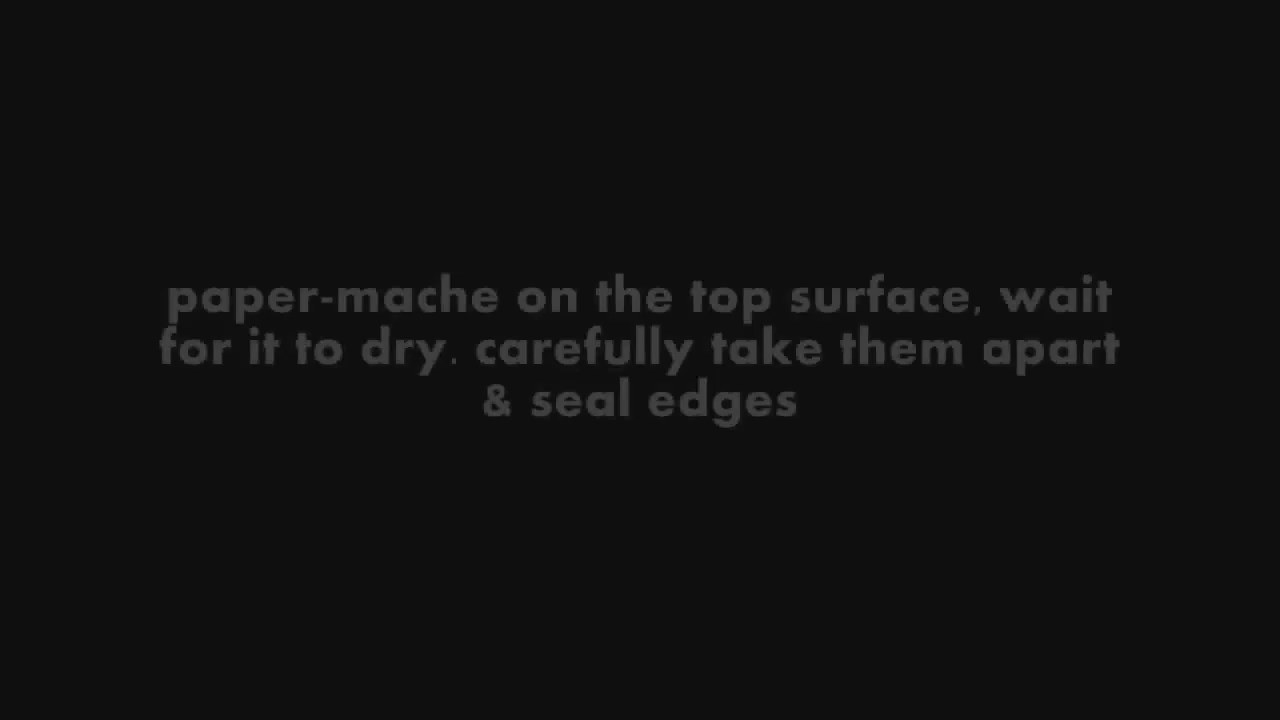 paper-mache on the top surface, wait
for it to dry. carefully take them apart
& seal edges